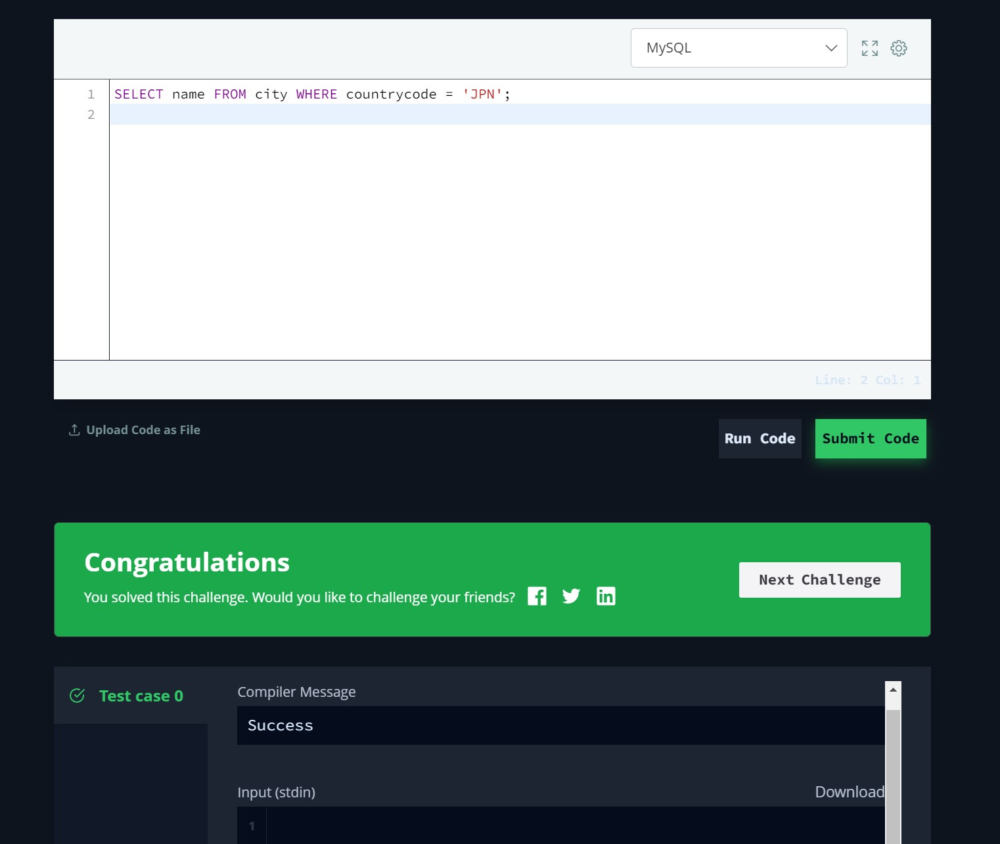 MySQL
1 SELECT name FROM city WHERE countrycode = 'JPN';
2
Line: 2 Col: 1
Upload Code as File
Run Code
Submit Code
Congratulations
You solved this challenge. Would you like to challenge your friends?
Next Challenge
Test case 0
Compiler Message
Success
Input (stdin)
Download
1